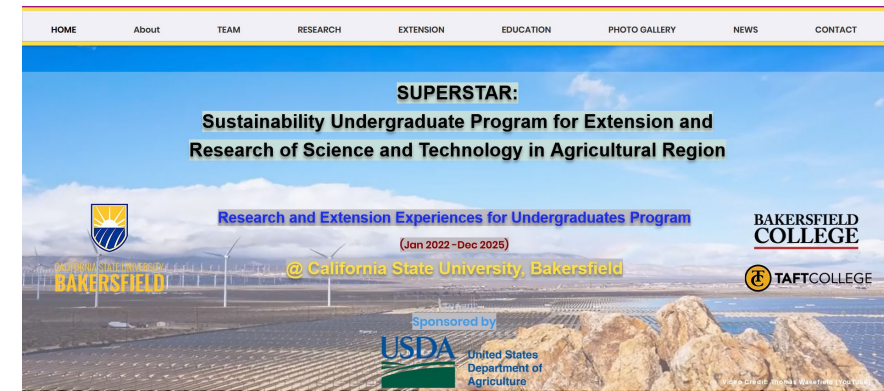 HOME About TEAM RESEARCH EXTENSION EDUCATION PHOTO GALLERY NEWS CONTACT
SUPERSTAR:
Sustainability Undergraduate Program for Extension and
Research of Science and Technology in Agricultural Region
Research and Extension Experiences for Undergraduates Program
(Jan 2022 -Dec 2025)
@ California State University, Bakersfield
CALIFORNIA STATE UNIVERSITY
BAKERSFIELD
BAKERSFIELD
COLLEGE
TC TAFTCOLLEGE
Sponsored by
USDA
United States
Department of
Agriculture
Video Credit: Thomas Wakefield (YouTube)